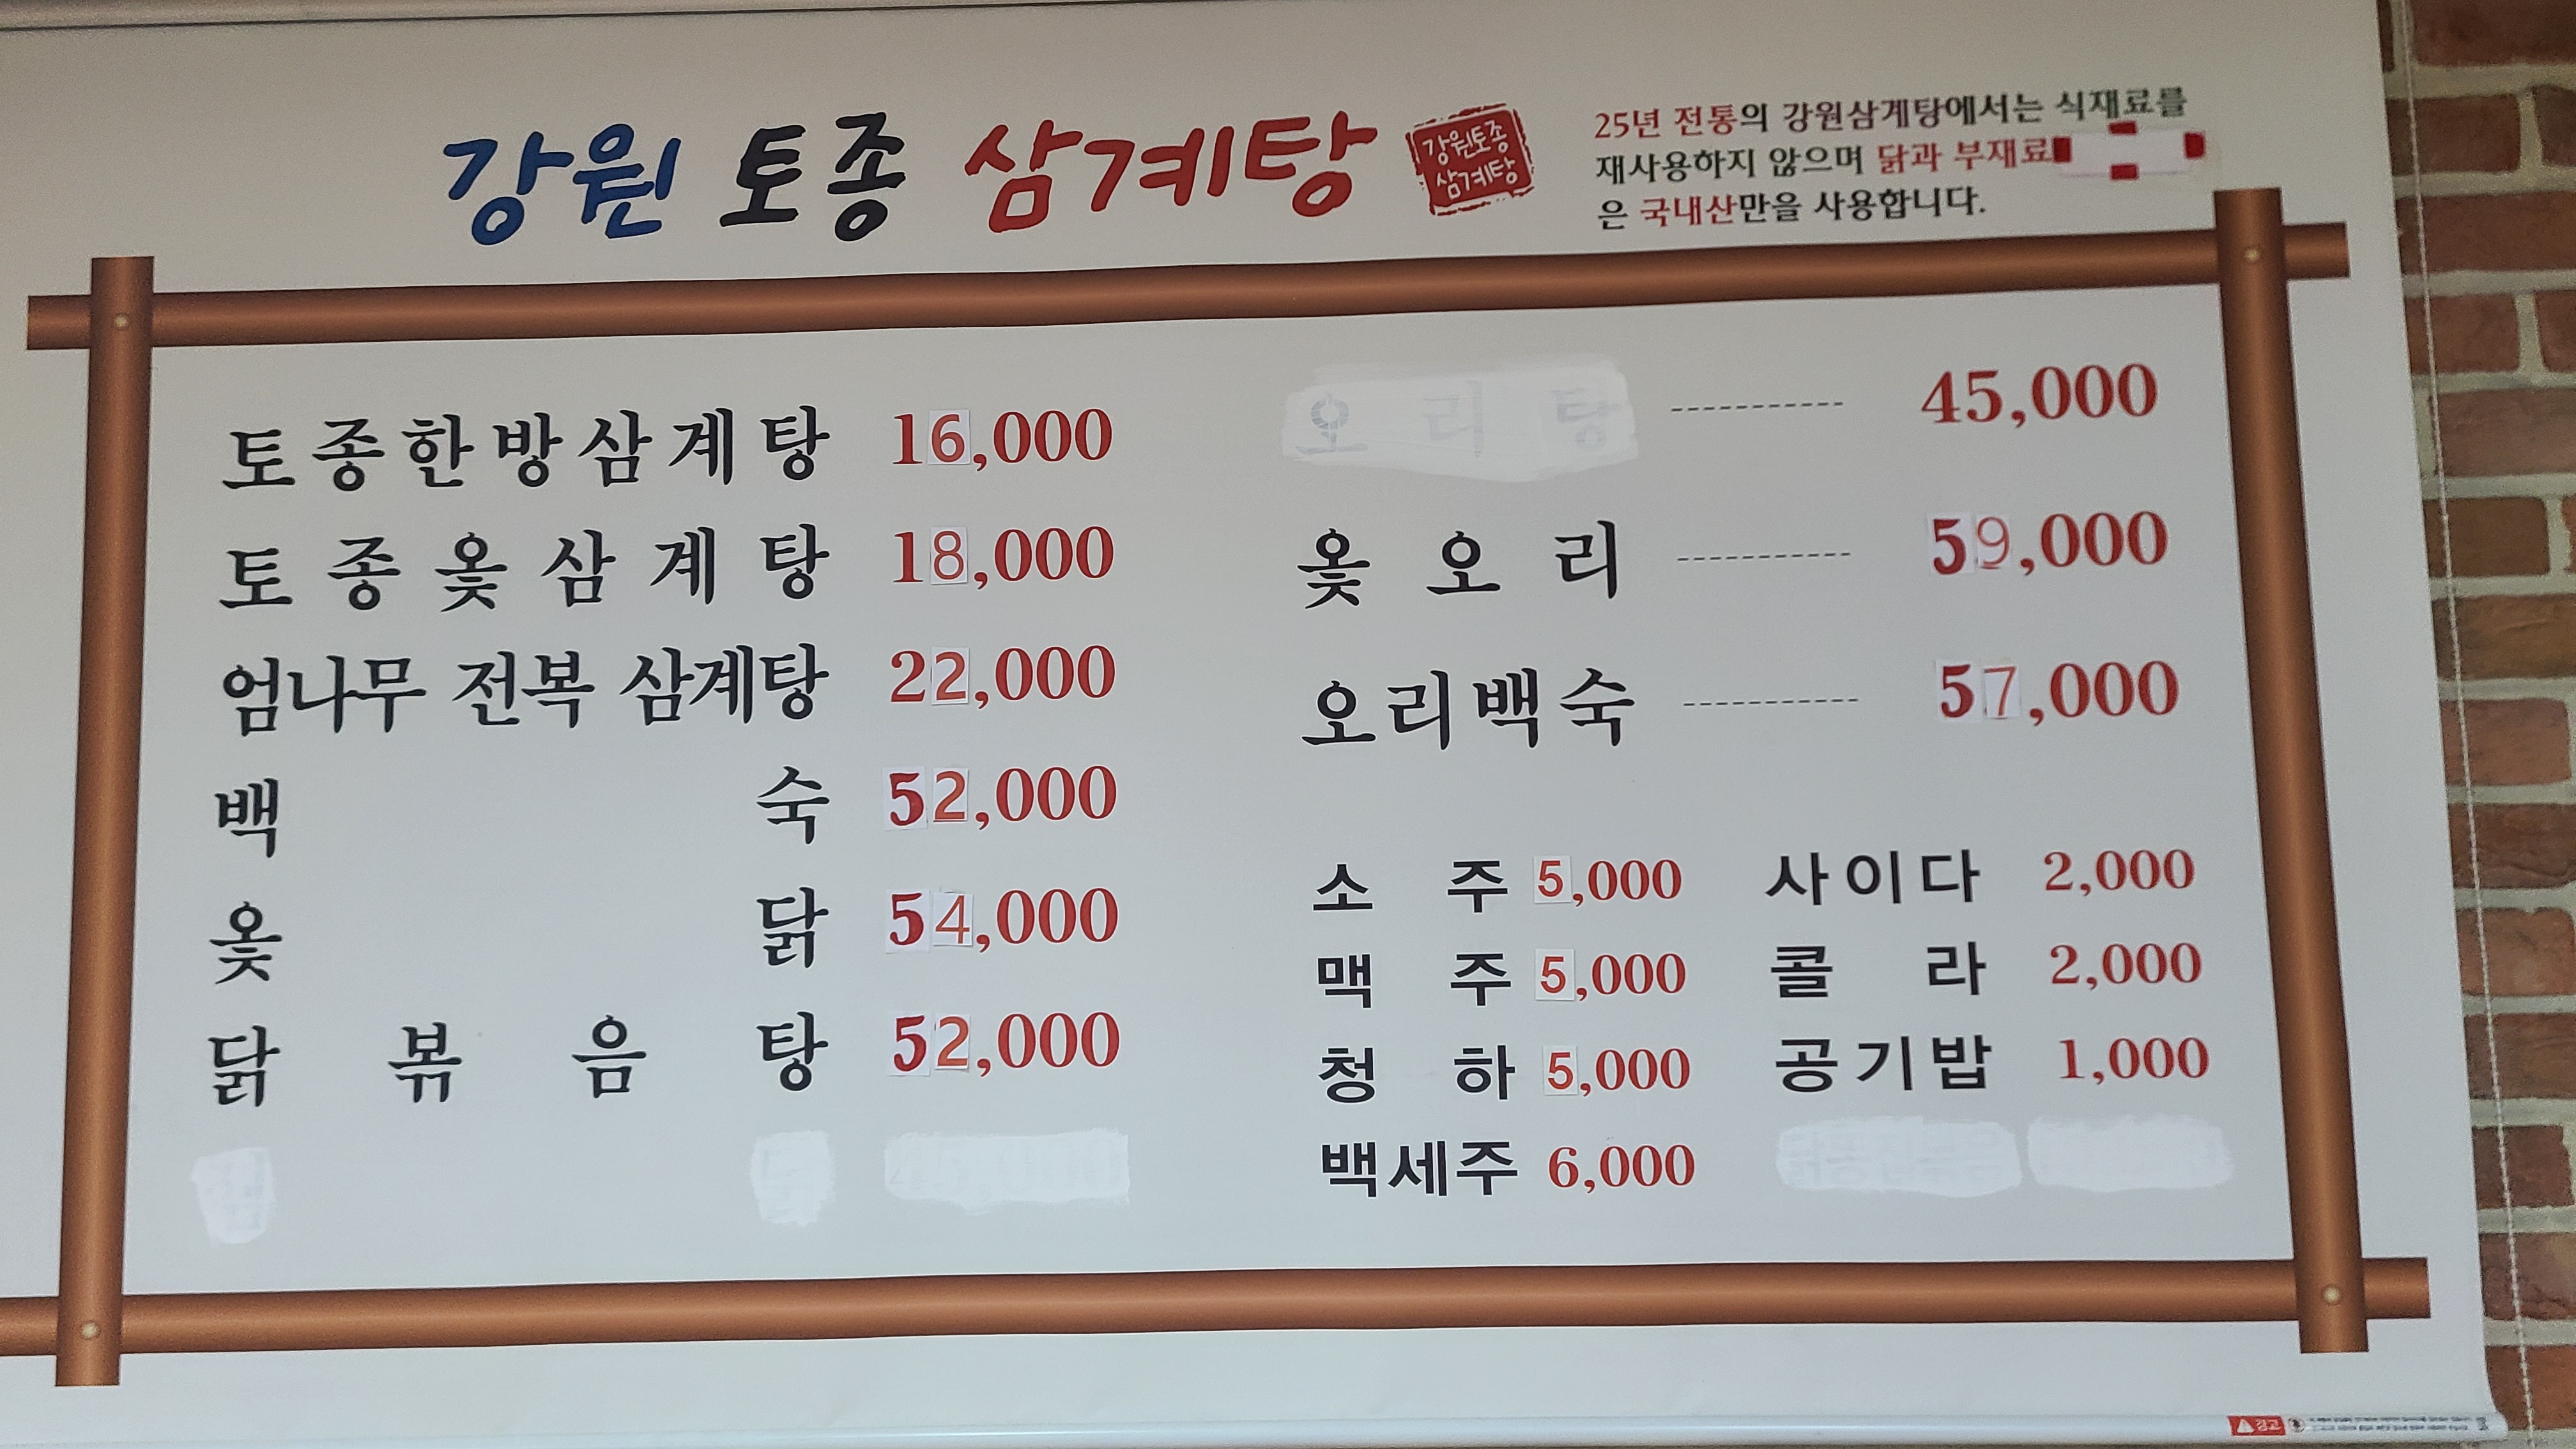 강원 토종 삼계탕
강원토종
삼계탕
25년 전통의 강원삼계탕에서는 식재료를
재사용하지 않으며 닭과 부재료
은 국내산만을 사용합니다.
토종한방삼계탕 16,000
토종옻삼계탕 18,000
엄나무 전복 삼계탕 22,000
백숙 52,000
옻닭 54,000
닭볶음탕 52,000
오리탕 ----------- 45,000
옻오리 ----------- 59,000
오리백숙 ----------- 57,000
소주 5,000
맥주 5,000
청하 5,000
백세주 6,000
사이다 2,000
콜라 2,000
공기밥 1,000
경고